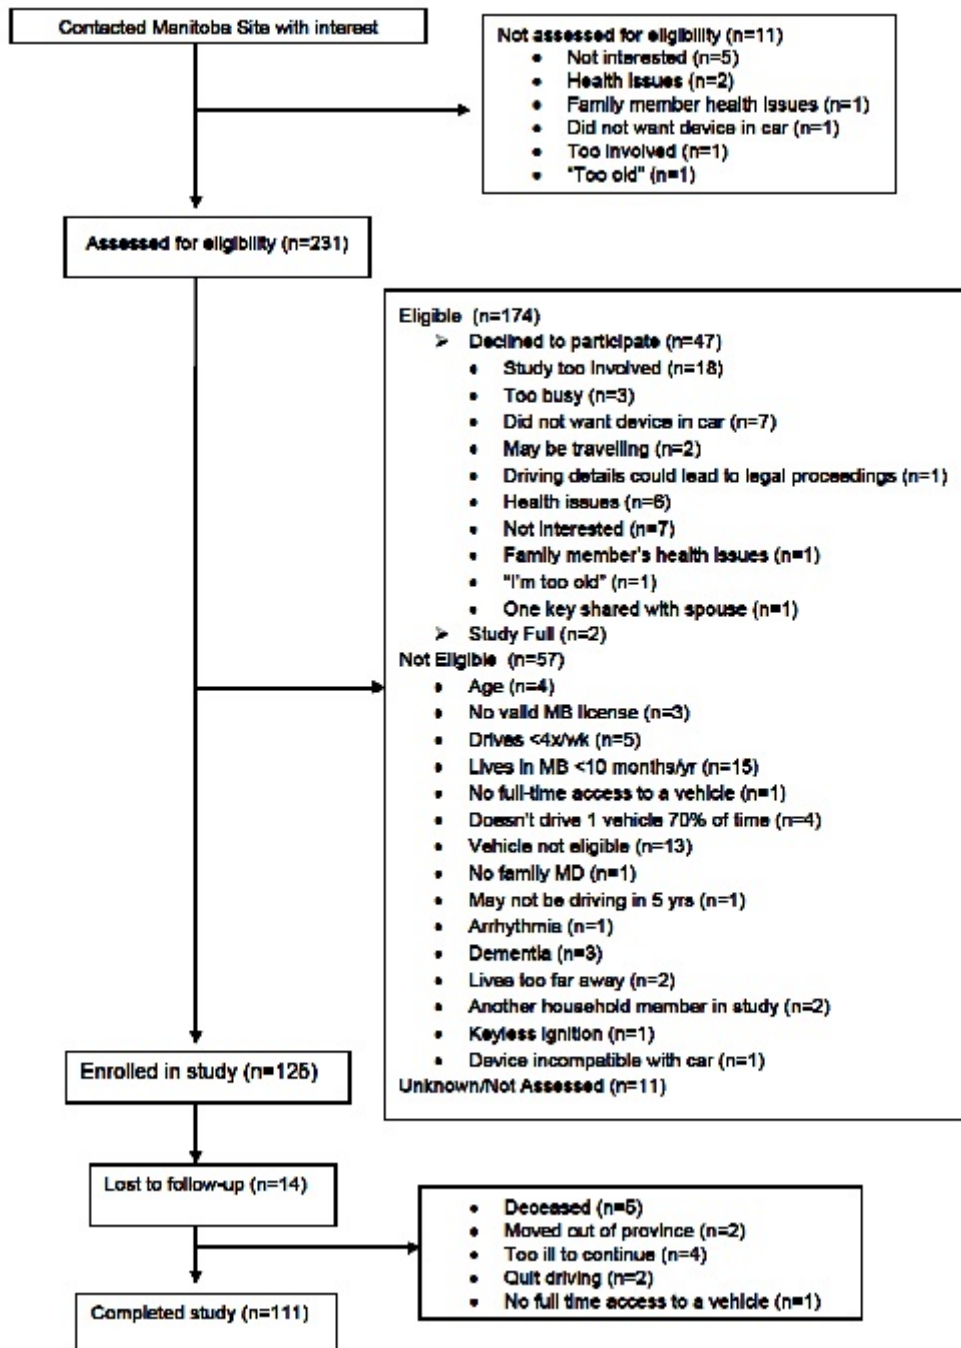 Contacted Manitoba Site with interest
Not assessed for eligibility (n=11)
• Not interested (n=5)
• Health issues (n=2)
• Family member health issues (n=1)
• Did not want device in car (n=1)
• Too involved (n=1)
• “Too old” (n=1)
Assessed for eligibility (n=231)
Eligible (n=174)
➢ Declined to participate (n=47)
• Study too involved (n=18)
• Too busy (n=3)
• Did not want device in car (n=7)
• May be travelling (n=2)
• Driving details could lead to legal proceedings (n=1)
• Health issues (n=6)
• Not interested (n=7)
• Family member's health issues (n=1)
• “I'm too old” (n=1)
• One key shared with spouse (n=1)
➢ Study Full (n=2)
Not Eligible (n=57)
• Age (n=4)
• No valid MB license (n=3)
• Drives <4x/wk (n=5)
• Lives in MB <10 months/yr (n=15)
• No full-time access to a vehicle (n=1)
• Doesn't drive 1 vehicle 70% of time (n=4)
• Vehicle not eligible (n=13)
• No family MD (n=1)
• May not be driving in 5 yrs (n=1)
• Arrhythmia (n=1)
• Dementia (n=3)
• Lives too far away (n=2)
• Another household member in study (n=2)
• Keyless ignition (n=1)
• Device incompatible with car (n=1)
Unknown/Not Assessed (n=11)
Enrolled in study (n=125)
Lost to follow-up (n=14)
• Deceased (n=5)
• Moved out of province (n=2)
• Too ill to continue (n=4)
• Quit driving (n=2)
• No full time access to a vehicle (n=1)
Completed study (n=111)